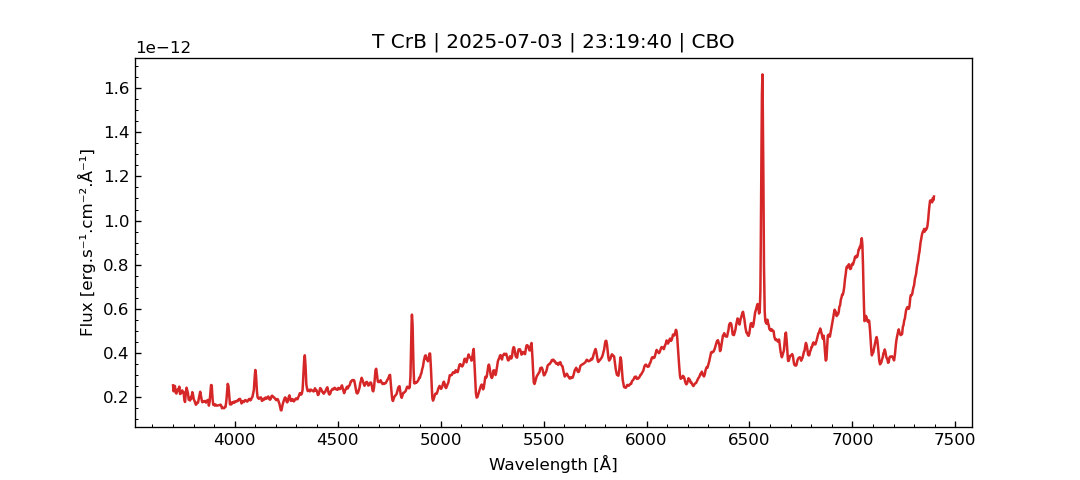 T CrB | 2025-07-03 | 23:19:40 | CBO
1e−12
1.6
1.4
1.2
1.0
0.8
0.6
0.4
0.2
Flux [erg.s⁻¹.cm⁻².Å⁻¹]
4000 4500 5000 5500 6000 6500 7000 7500
Wavelength [Å]